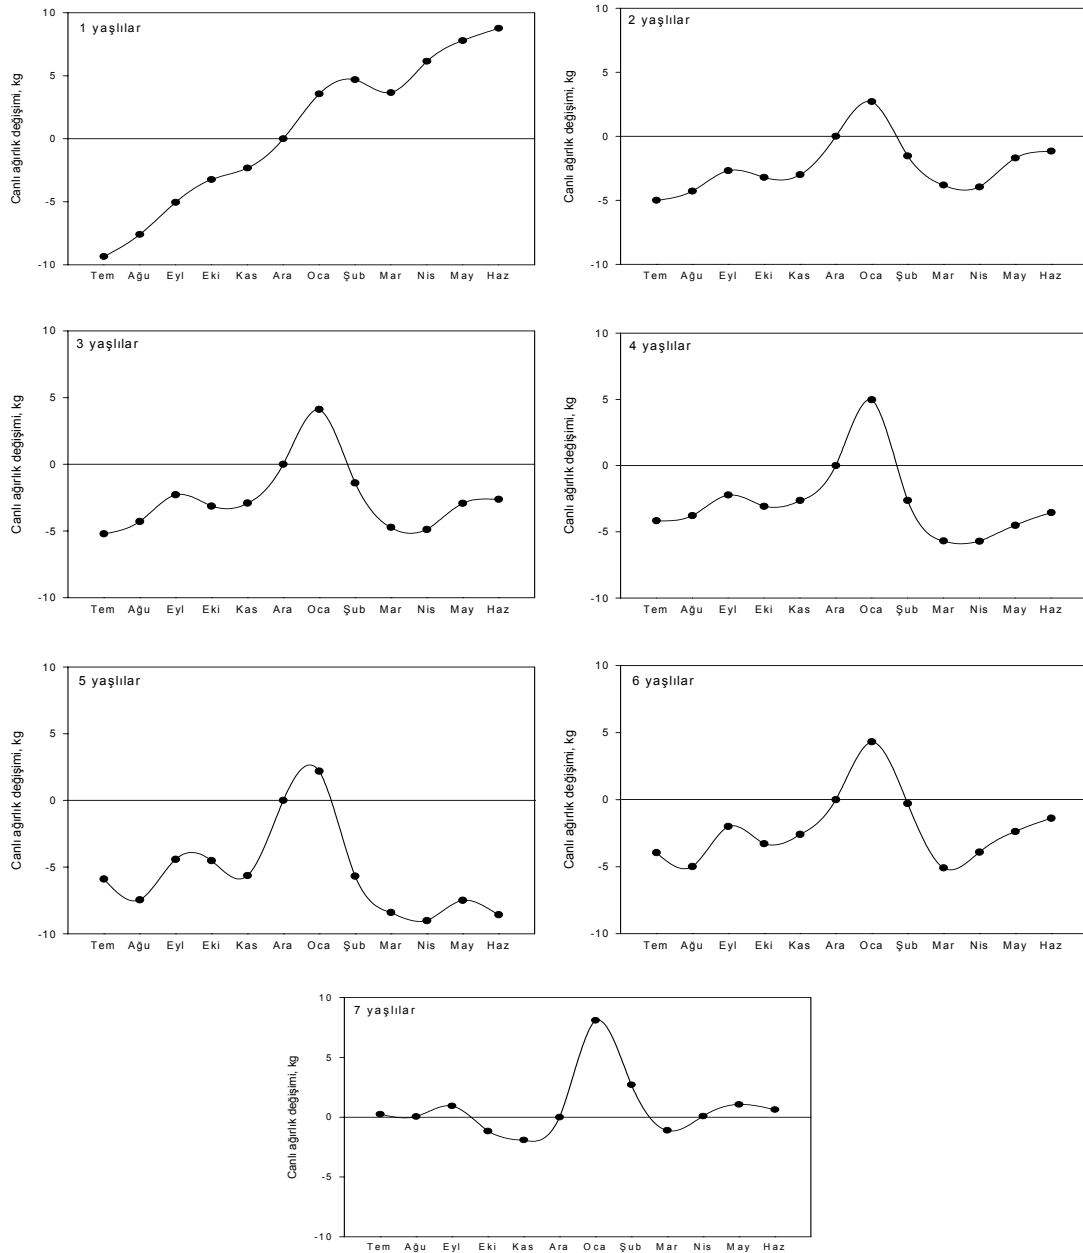 1 yaşlılar
Canlı ağırlık değişimi, kg
10
5
0
-5
-10
Tem Ağu Eyl Eki Kas Ara Oca Şub Mar Nis May Haz
2 yaşlılar
Canlı ağırlık değişimi, kg
10
5
0
-5
-10
Tem Ağu Eyl Eki Kas Ara Oca Şub Mar Nis May Haz
3 yaşlılar
Canlı ağırlık değişimi, kg
10
5
0
-5
-10
Tem Ağu Eyl Eki Kas Ara Oca Şub Mar Nis May Haz
4 yaşlılar
Canlı ağırlık değişimi, kg
10
5
0
-5
-10
Tem Ağu Eyl Eki Kas Ara Oca Şub Mar Nis May Haz
5 yaşlılar
Canlı ağırlık değişimi, kg
10
5
0
-5
-10
Tem Ağu Eyl Eki Kas Ara Oca Şub Mar Nis May Haz
6 yaşlılar
Canlı ağırlık değişimi, kg
10
5
0
-5
-10
Tem Ağu Eyl Eki Kas Ara Oca Şub Mar Nis May Haz
7 yaşlılar
Canlı ağırlık değişimi, kg
10
5
0
-5
-10
Tem Ağu Eyl Eki Kas Ara Oca Şub Mar Nis May Haz